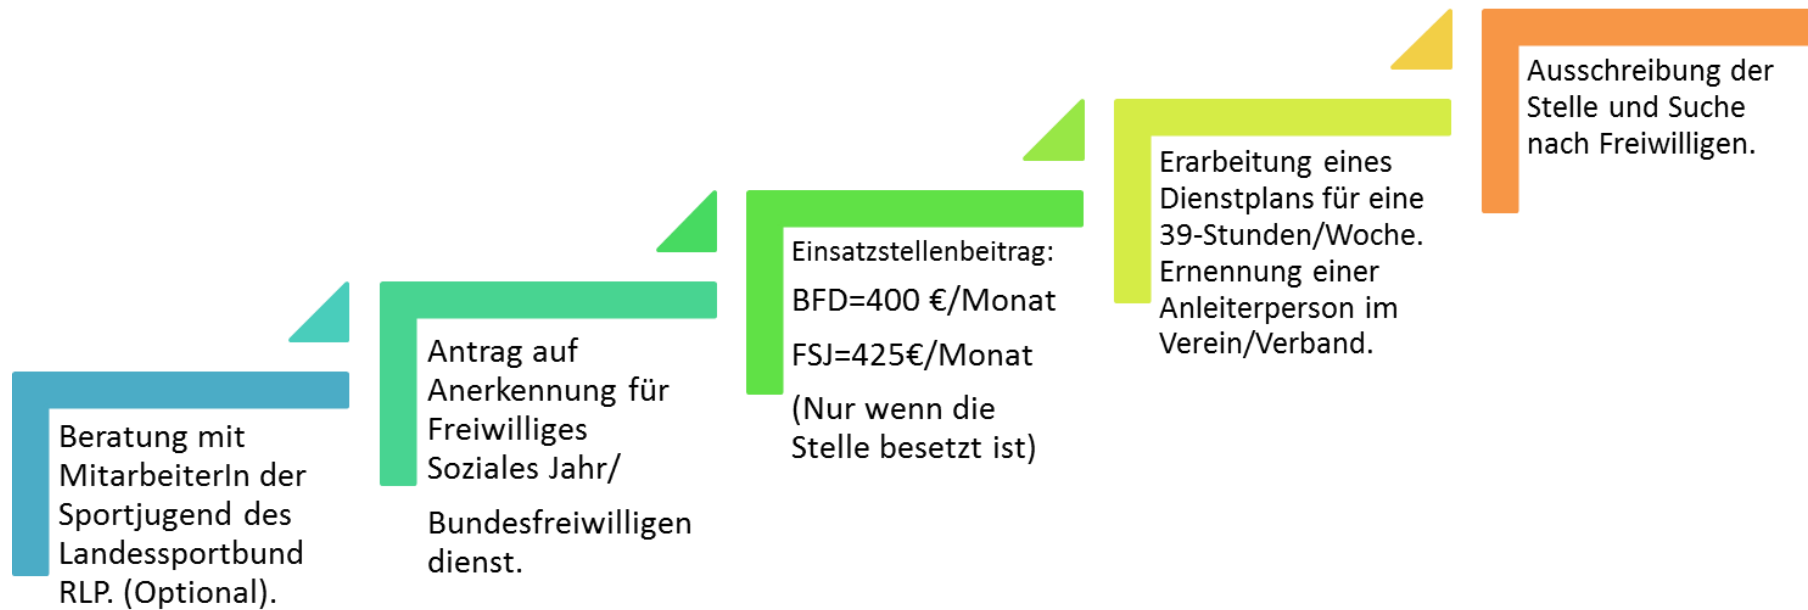 Beratung mit
MitarbeiterIn der
Sportjugend des
Landessportbund
RLP. (Optional).
Antrag auf
Anerkennung für
Freiwilliges
Soziales Jahr/
Bundesfreiwilligen
dienst.
Einsatzstellenbeitrag:
BFD=400 €/Monat
FSJ=425€/Monat
(Nur wenn die
Stelle besetzt ist)
Erarbeitung eines
Dienstplans für eine
39-Stunden/Woche.
Ernennung einer
Anleiterperson im
Verein/Verband.
Ausschreibung der
Stelle und Suche
nach Freiwilligen.